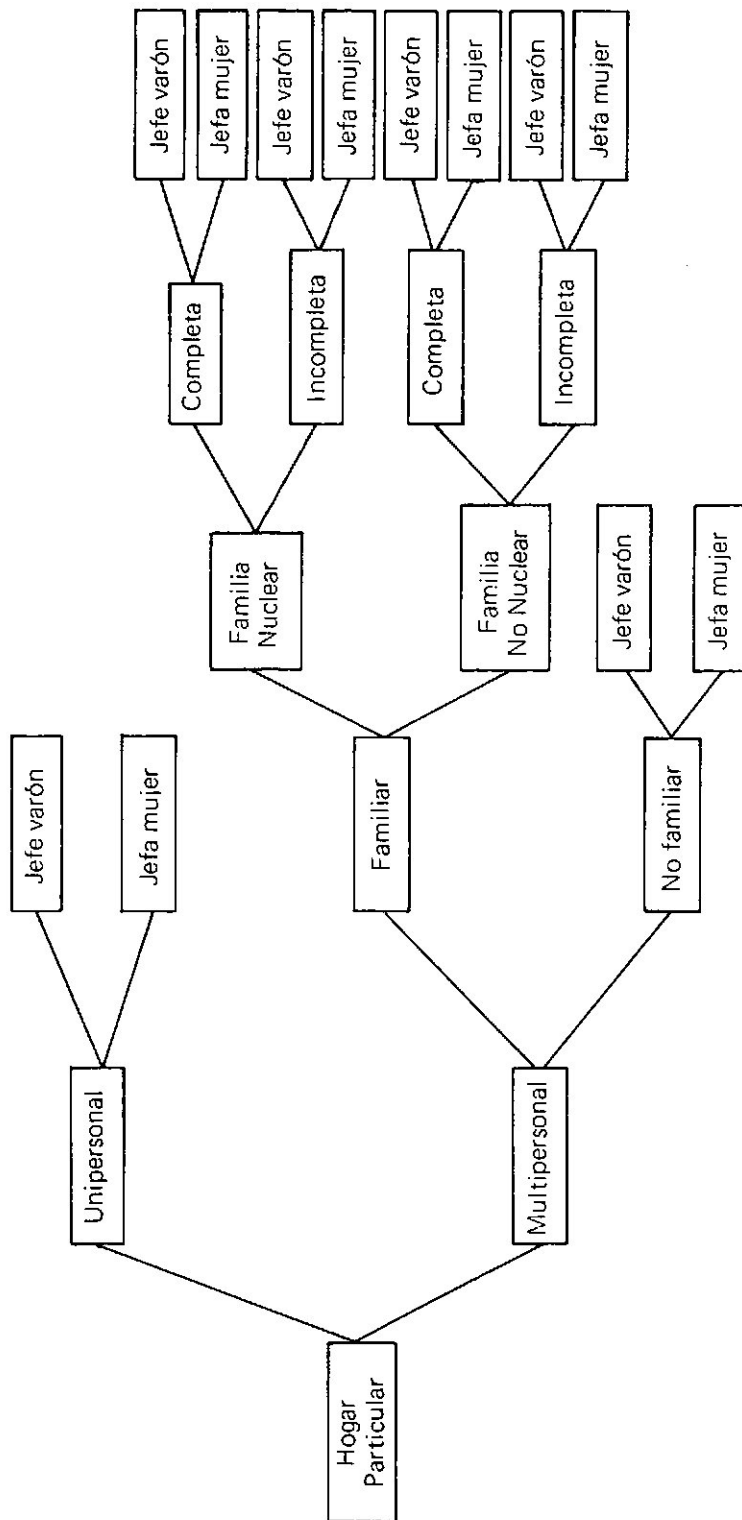 Hogar
Particular
Unipersonal
Jefe varón
Jefa mujer
Multipersonal
Familiar
Familia
Nuclear
Completa
Jefe varón
Jefa mujer
Incompleta
Jefe varón
Jefa mujer
Familia
No Nuclear
Completa
Jefe varón
Jefa mujer
Incompleta
Jefe varón
Jefa mujer
No familiar
Jefe varón
Jefa mujer